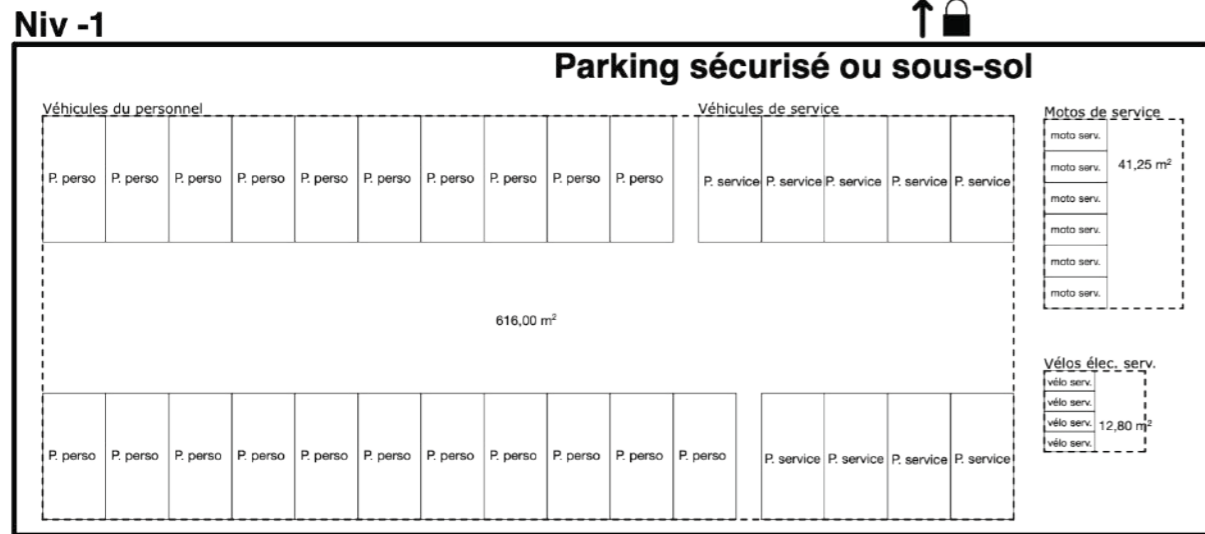 Niv -1
Parking sécurisé ou sous-sol
Véhicules du personnel
Véhicules de service
Motos de service
P. perso P. perso P. perso P. perso P. perso P. perso P. perso P. perso P. perso P. perso
P. service P. service P. service P. service P. service
moto serv.
moto serv.
moto serv.
moto serv.
moto serv.
moto serv.
41,25 m²
616,00 m²
Vélos élec. serv.
vélo serv.
vélo serv.
vélo serv.
vélo serv.
12,80 m²
P. perso P. perso P. perso P. perso P. perso P. perso P. perso P. perso P. perso P. perso P. perso
P. service P. service P. service P. service